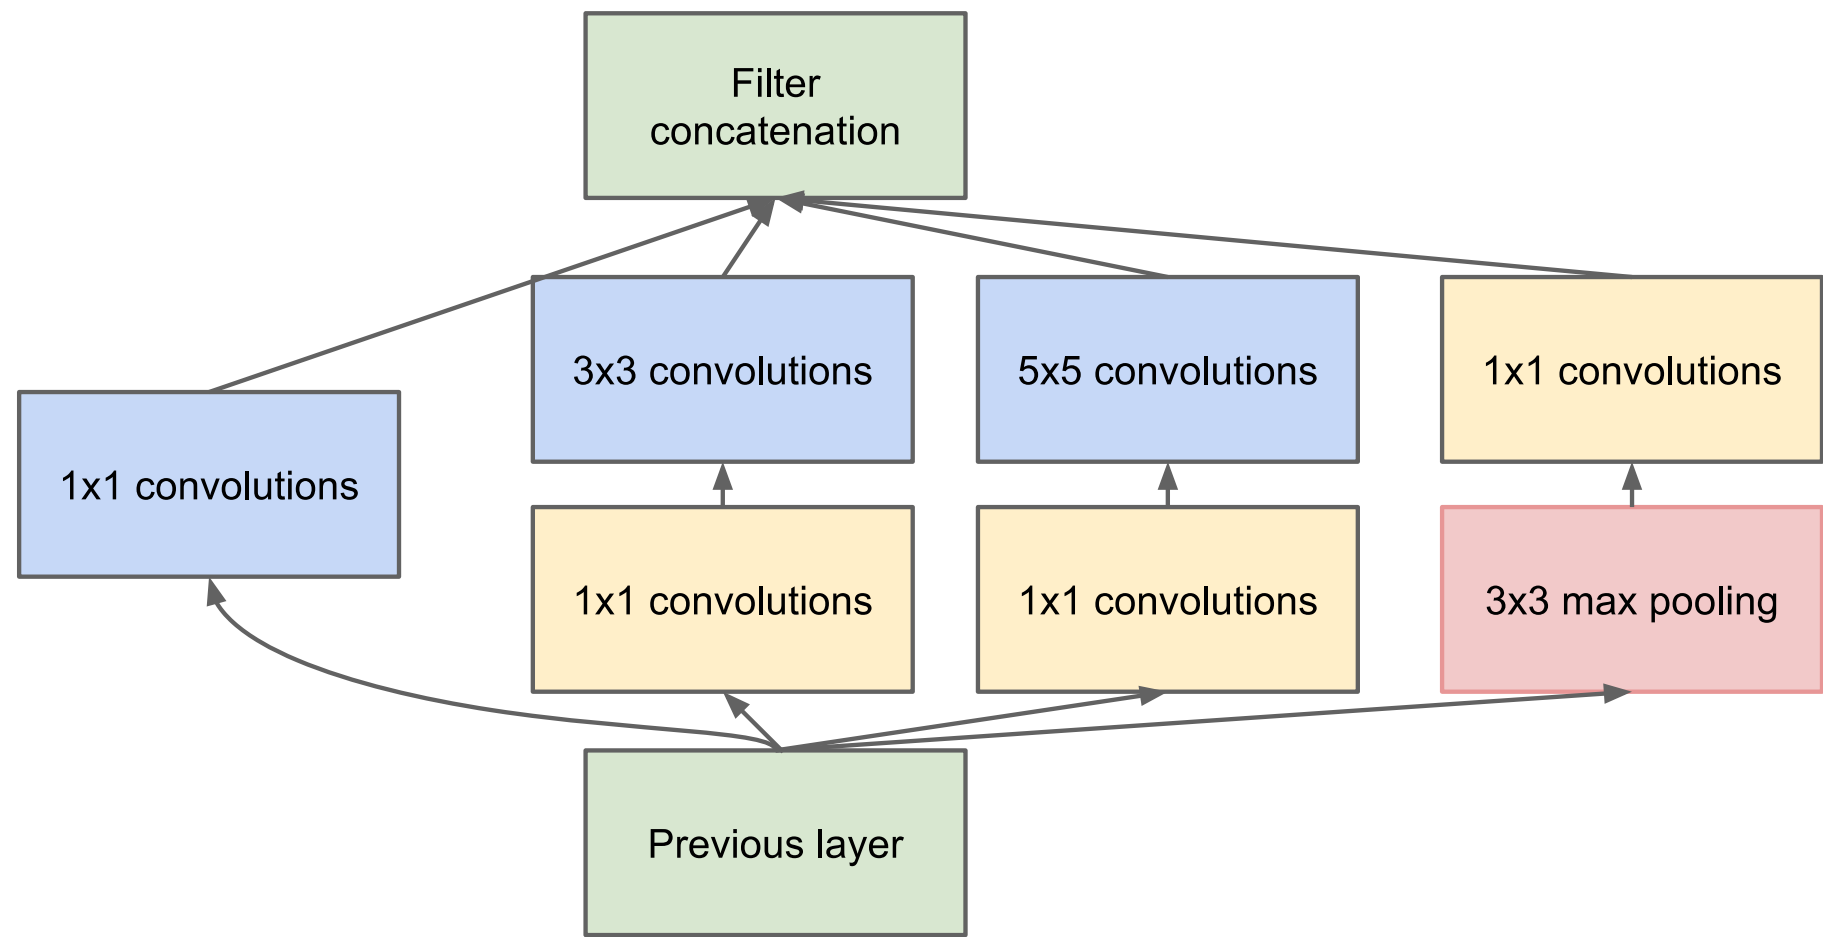 Filter
concatenation
3x3 convolutions
5x5 convolutions
1x1 convolutions
1x1 convolutions
1x1 convolutions
1x1 convolutions
3x3 max pooling
Previous layer